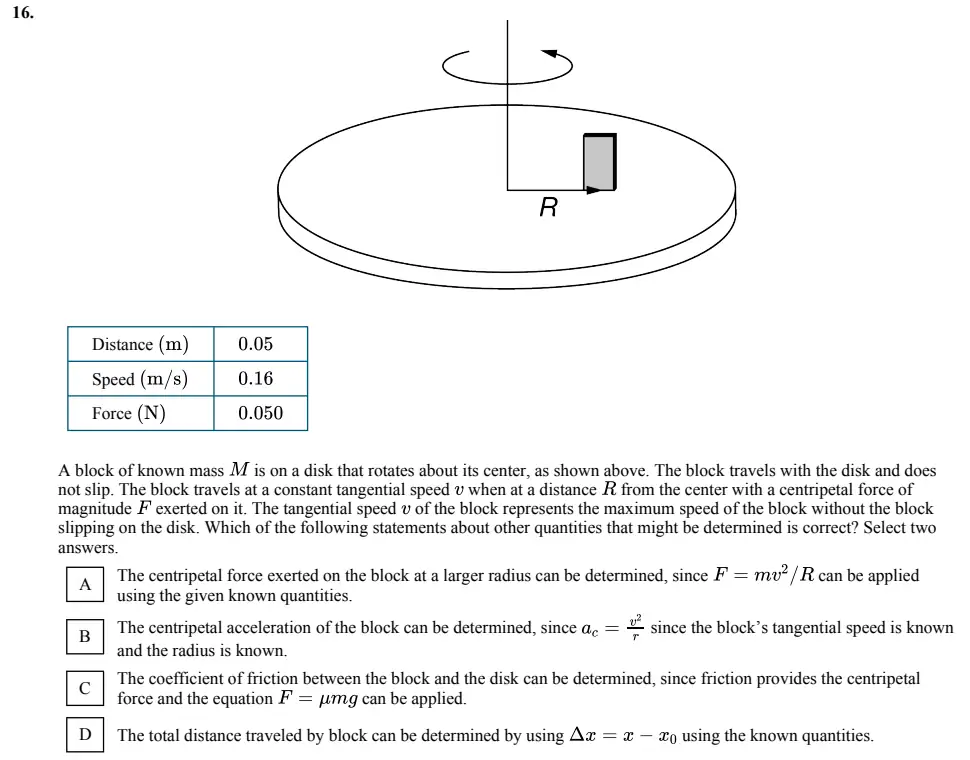 16.
R
Distance (m) 0.05
Speed (m/s) 0.16
Force (N) 0.050
A block of known mass M is on a disk that rotates about its center, as shown above. The block travels with the disk and does
not slip. The block travels at a constant tangential speed v when at a distance R from the center with a centripetal force of
magnitude F exerted on it. The tangential speed v of the block represents the maximum speed of the block without the block
slipping on the disk. Which of the following statements about other quantities that might be determined is correct? Select two
answers.
A The centripetal force exerted on the block at a larger radius can be determined, since F = mv²/R can be applied
using the given known quantities.
B The centripetal acceleration of the block can be determined, since a_c = v²/r since the block's tangential speed is known
and the radius is known.
C The coefficient of friction between the block and the disk can be determined, since friction provides the centripetal
force and the equation F = μmg can be applied.
D The total distance traveled by block can be determined by using Δx = x − x₀ using the known quantities.